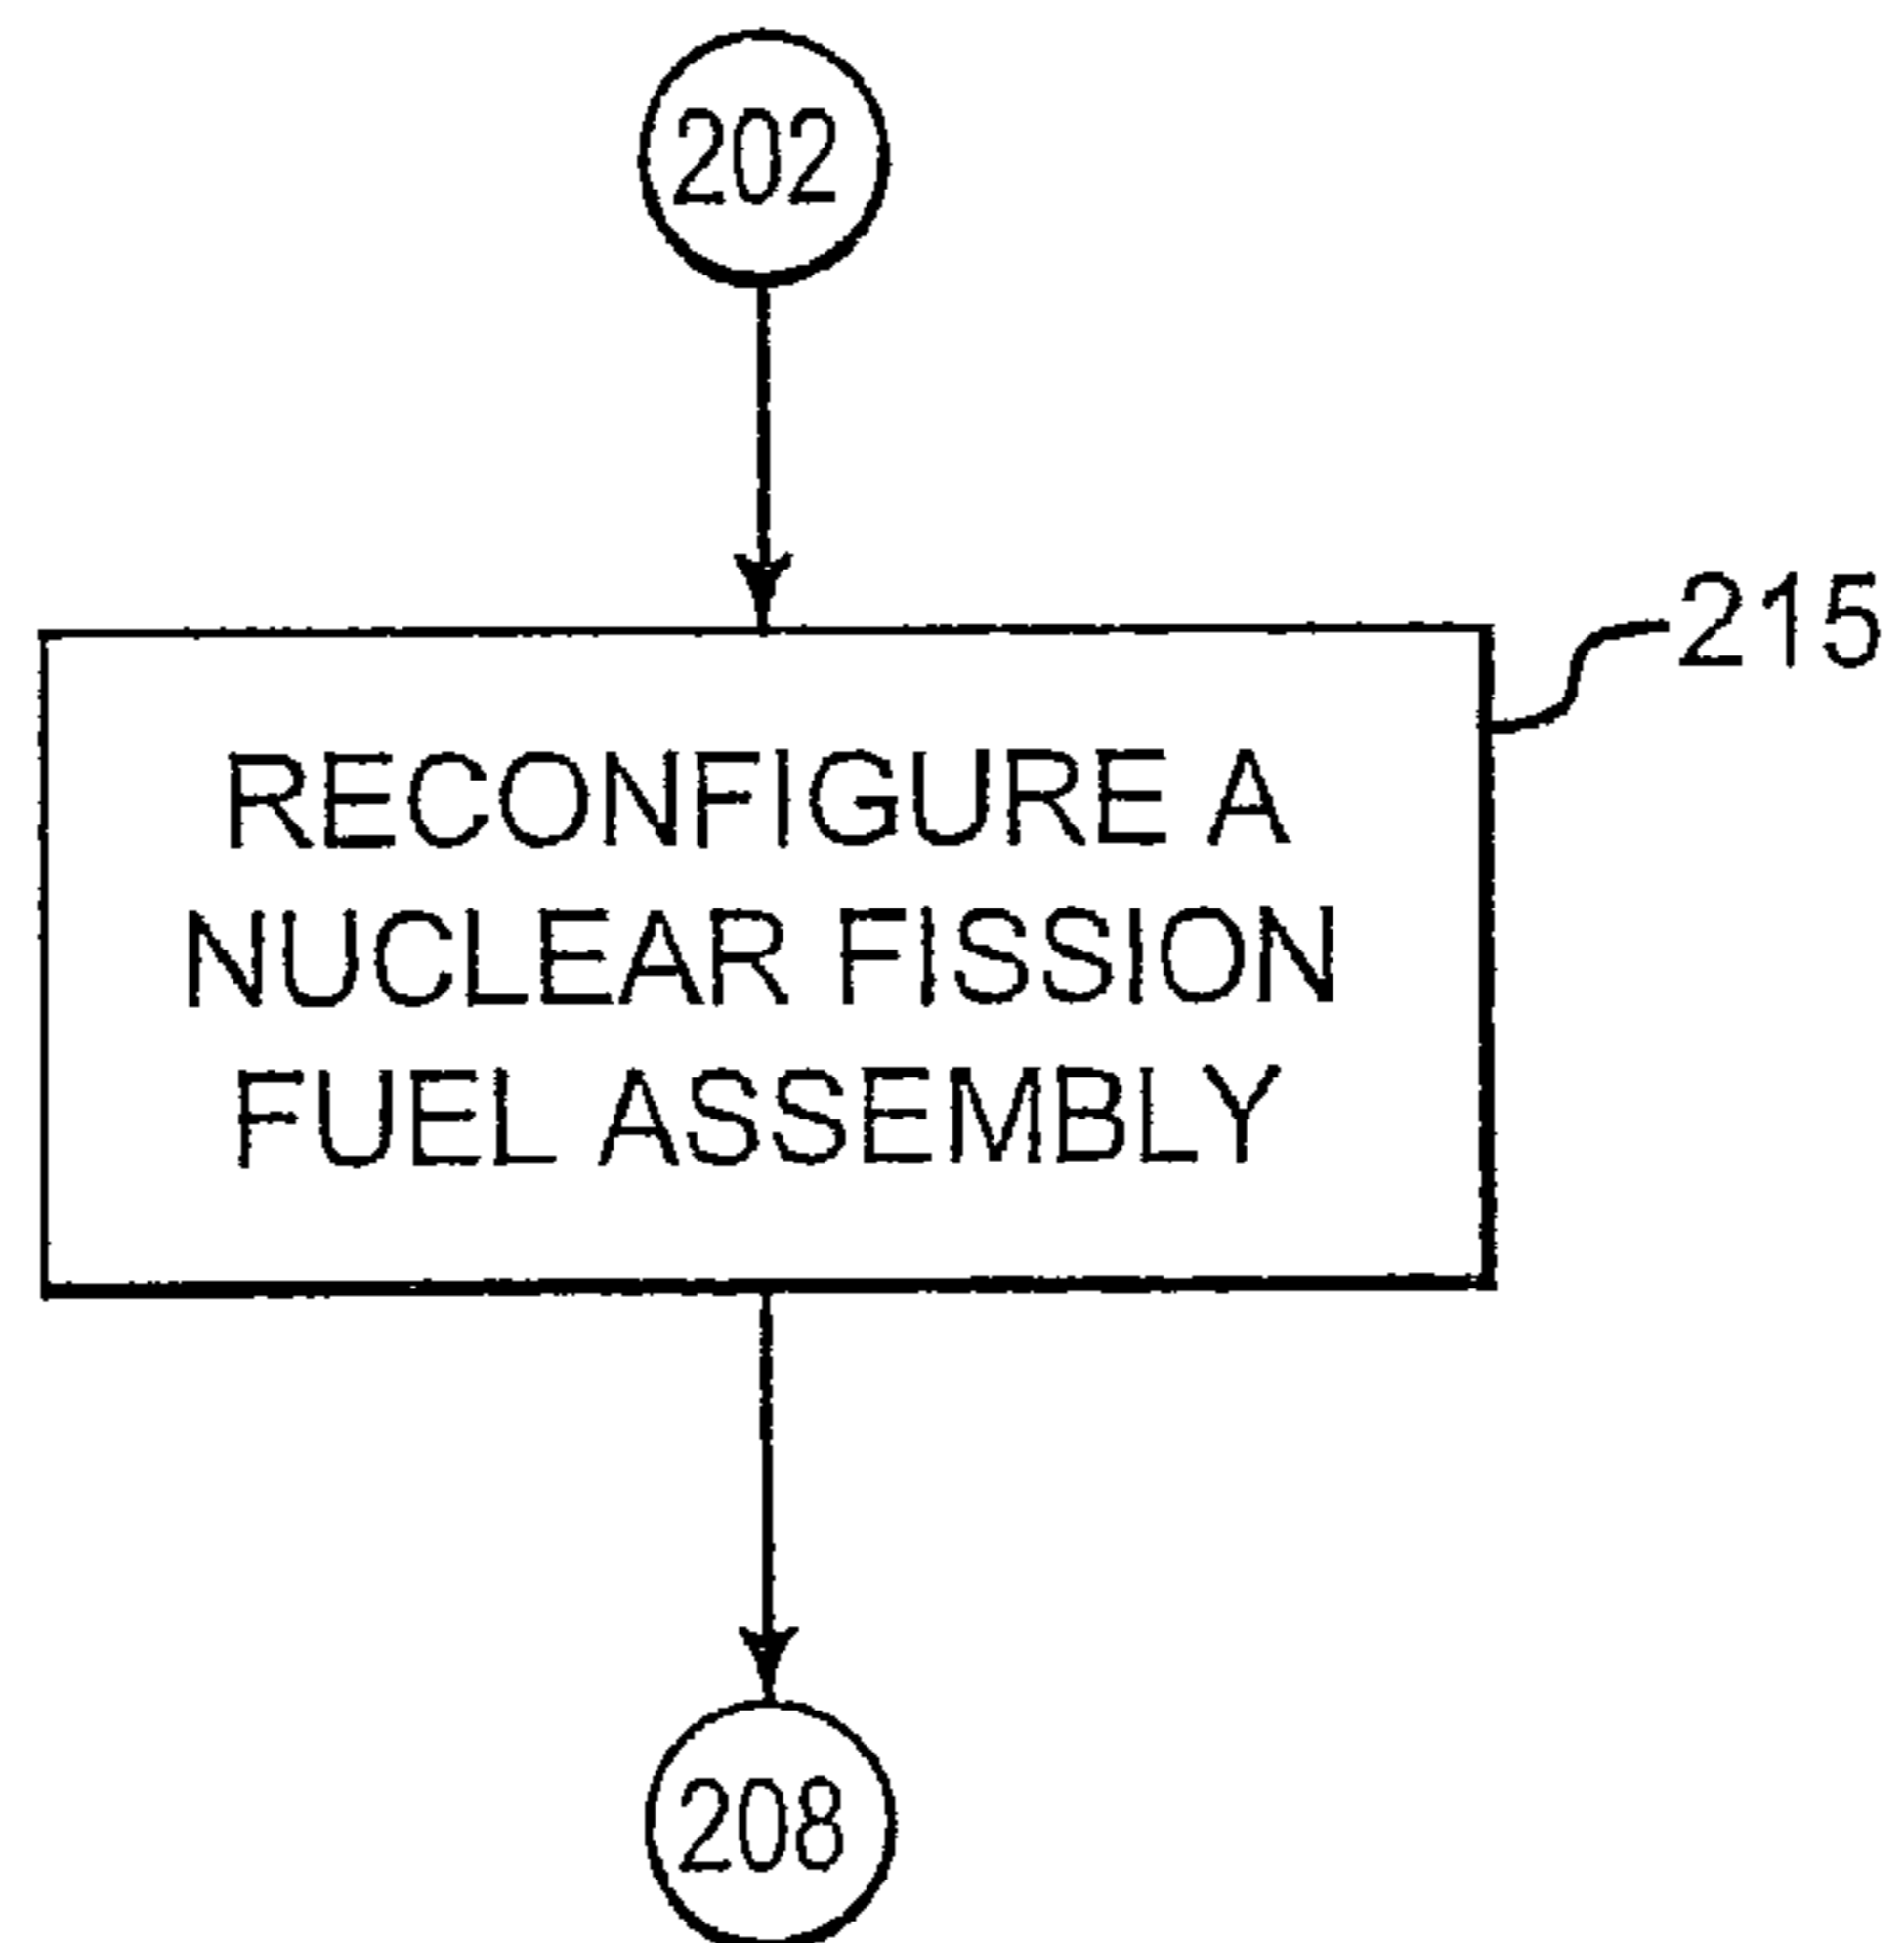 202
215
RECONFIGURE A
NUCLEAR FISSION
FUEL ASSEMBLY
208